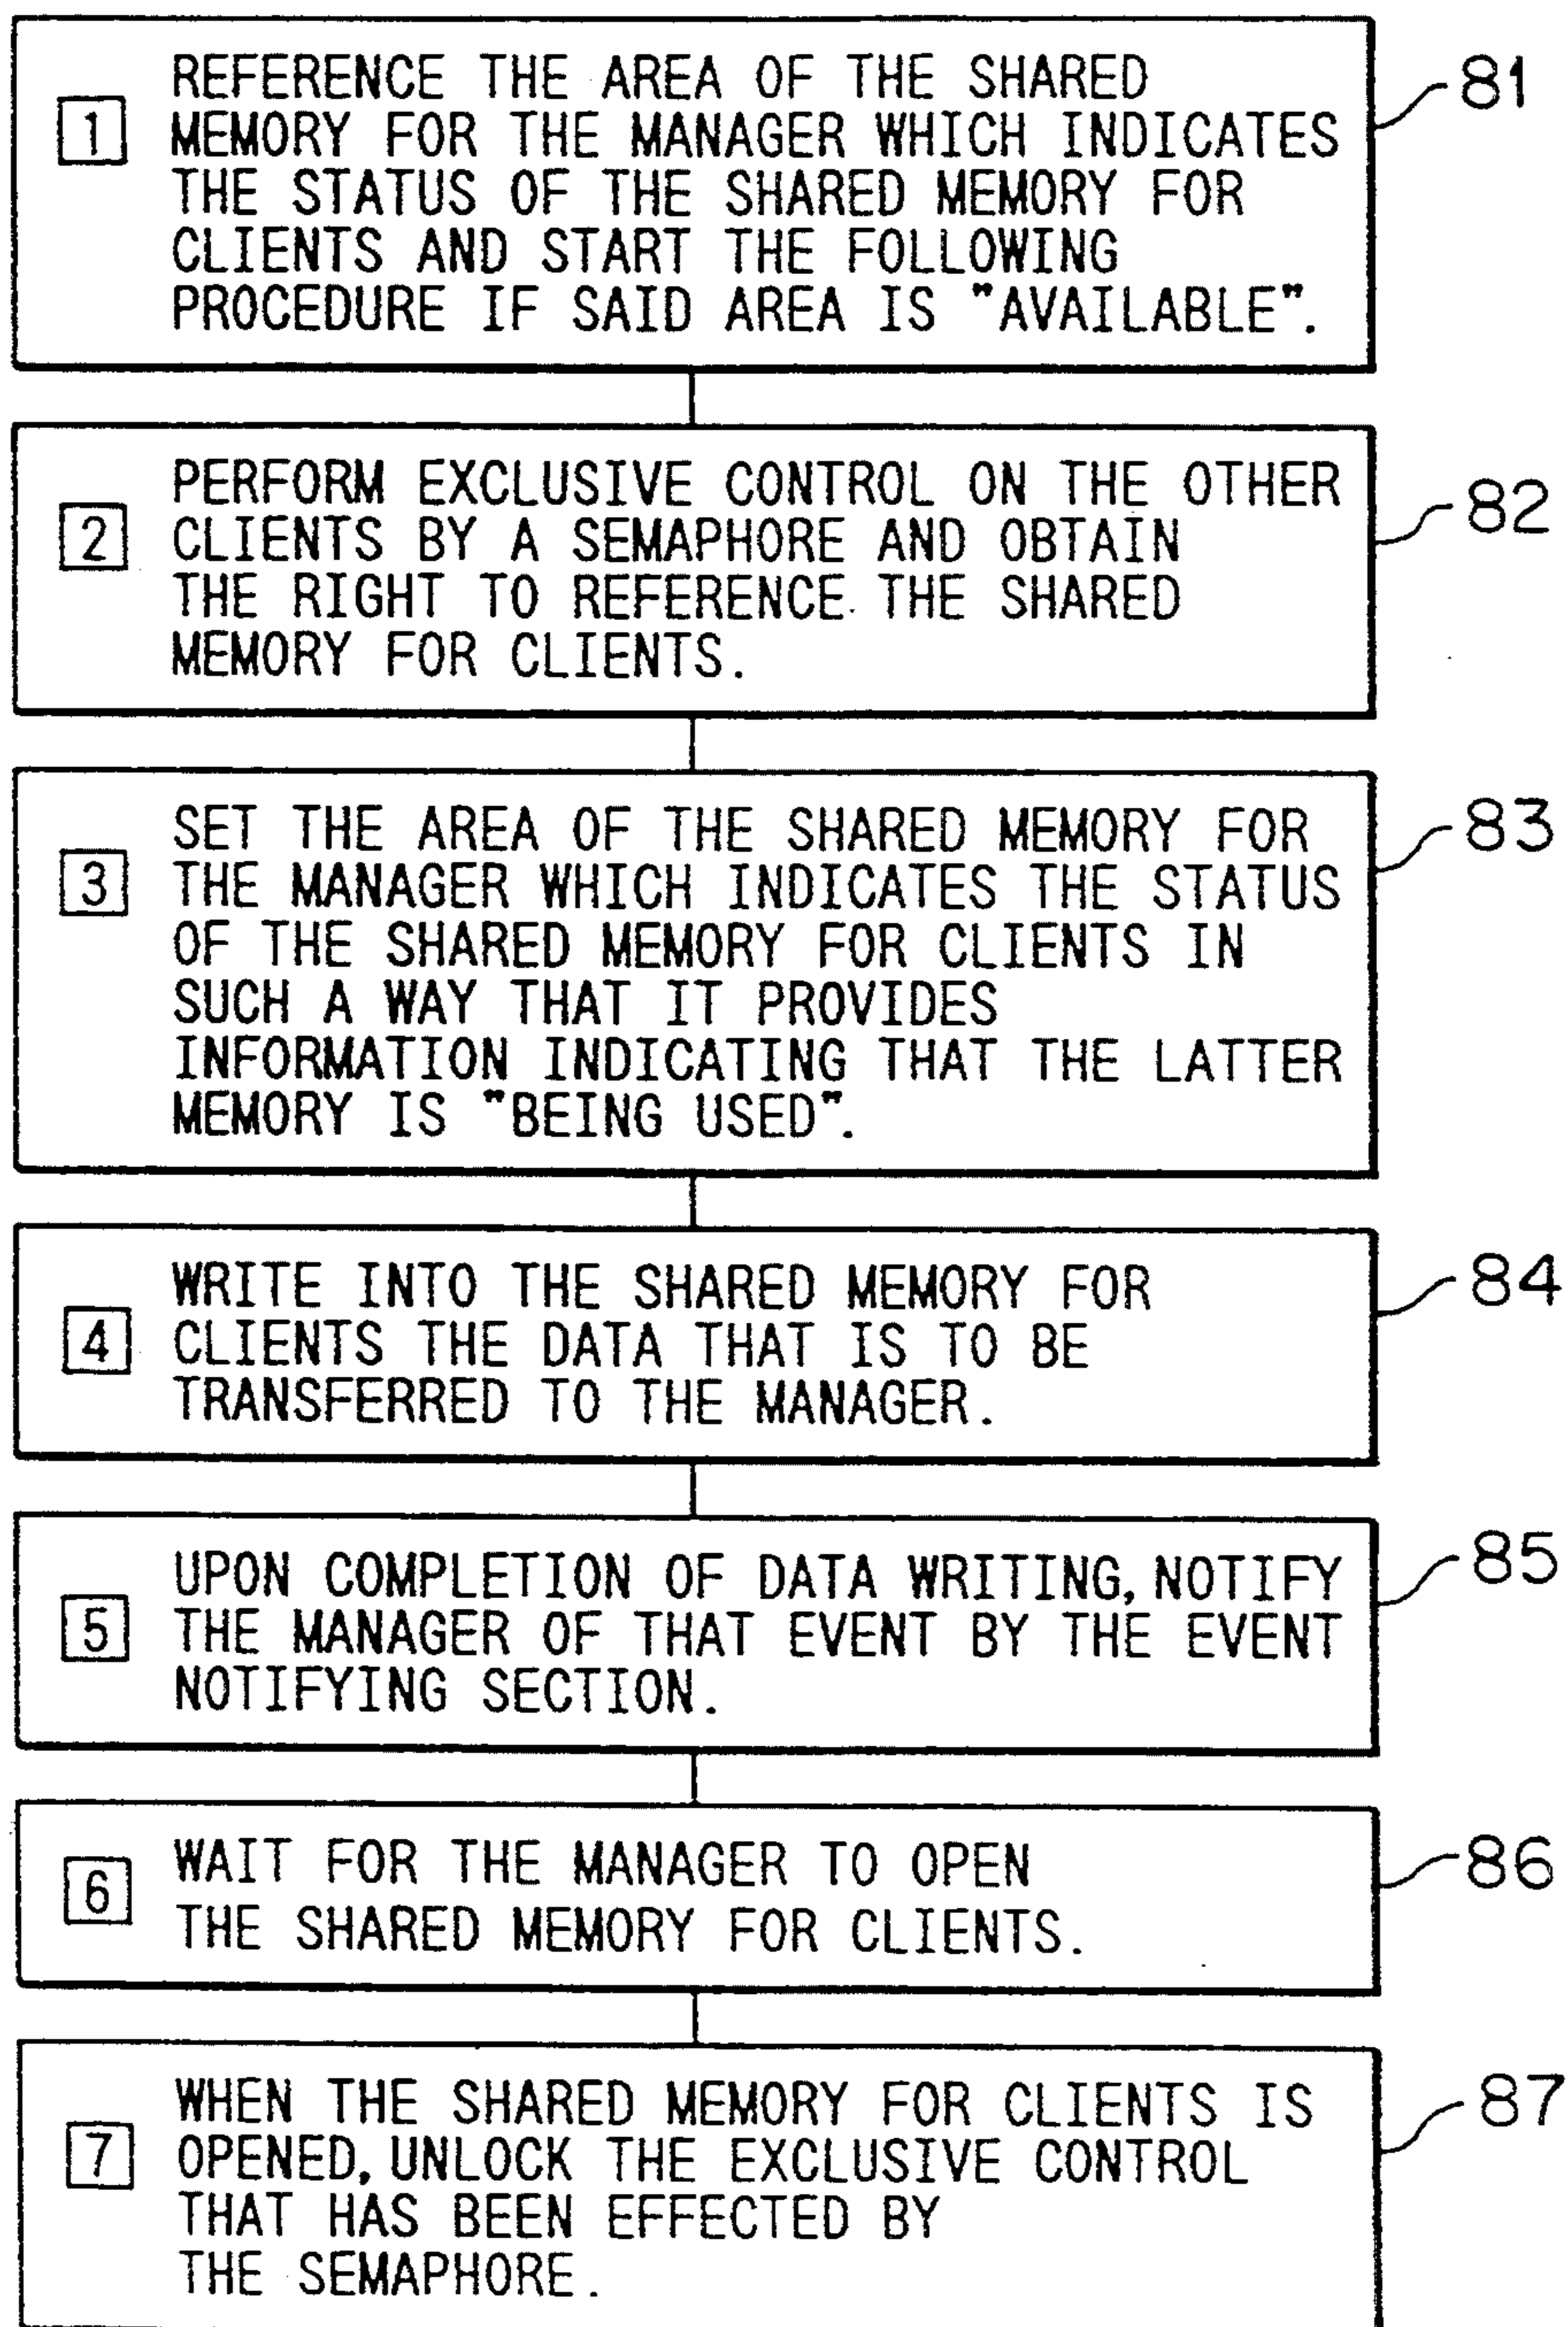 1 REFERENCE THE AREA OF THE SHARED
MEMORY FOR THE MANAGER WHICH INDICATES
THE STATUS OF THE SHARED MEMORY FOR
CLIENTS AND START THE FOLLOWING
PROCEDURE IF SAID AREA IS "AVAILABLE".
81
2 PERFORM EXCLUSIVE CONTROL ON THE OTHER
CLIENTS BY A SEMAPHORE AND OBTAIN
THE RIGHT TO REFERENCE THE SHARED
MEMORY FOR CLIENTS.
82
3 SET THE AREA OF THE SHARED MEMORY FOR
THE MANAGER WHICH INDICATES THE STATUS
OF THE SHARED MEMORY FOR CLIENTS IN
SUCH A WAY THAT IT PROVIDES
INFORMATION INDICATING THAT THE LATTER
MEMORY IS "BEING USED".
83
4 WRITE INTO THE SHARED MEMORY FOR
CLIENTS THE DATA THAT IS TO BE
TRANSFERRED TO THE MANAGER.
84
5 UPON COMPLETION OF DATA WRITING, NOTIFY
THE MANAGER OF THAT EVENT BY THE EVENT
NOTIFYING SECTION.
85
6 WAIT FOR THE MANAGER TO OPEN
THE SHARED MEMORY FOR CLIENTS.
86
7 WHEN THE SHARED MEMORY FOR CLIENTS IS
OPENED, UNLOCK THE EXCLUSIVE CONTROL
THAT HAS BEEN EFFECTED BY
THE SEMAPHORE.
87